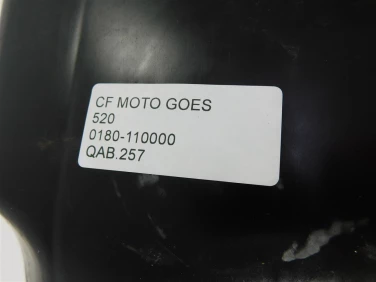 CF MOTO GOES
520
0180-110000
QAB.257